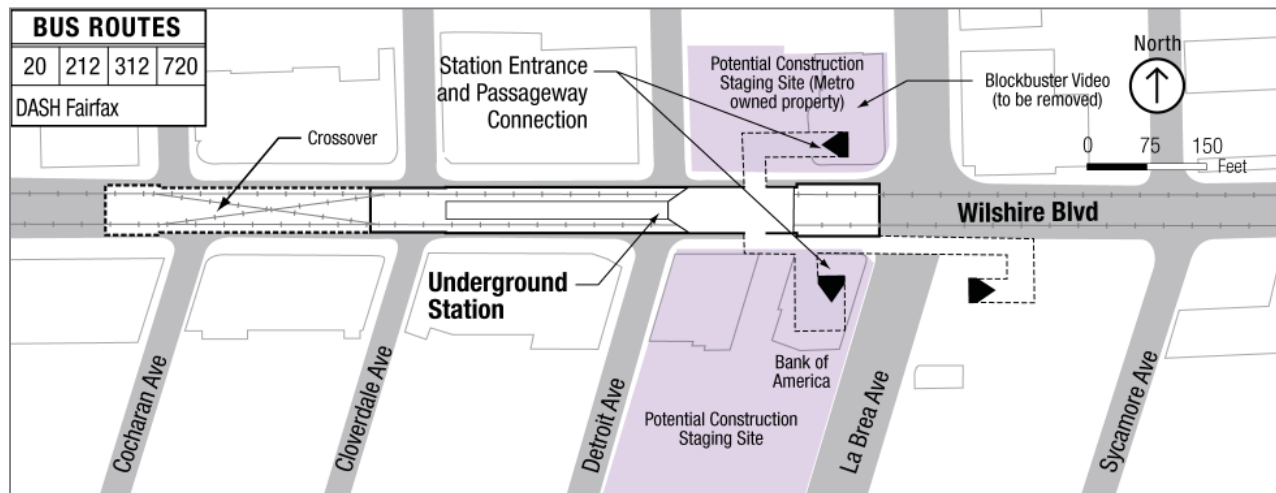 BUS ROUTES
20 212 312 720
DASH Fairfax
Crossover
Station Entrance
and Passageway
Connection
Potential Construction
Staging Site (Metro
owned property)
Blockbuster Video
(to be removed)
North
0 75 150
Feet
Wilshire Blvd
Underground
Station
Bank of
America
Potential Construction
Staging Site
Cocharan Ave
Cloverdale Ave
Detroit Ave
La Brea Ave
Sycamore Ave